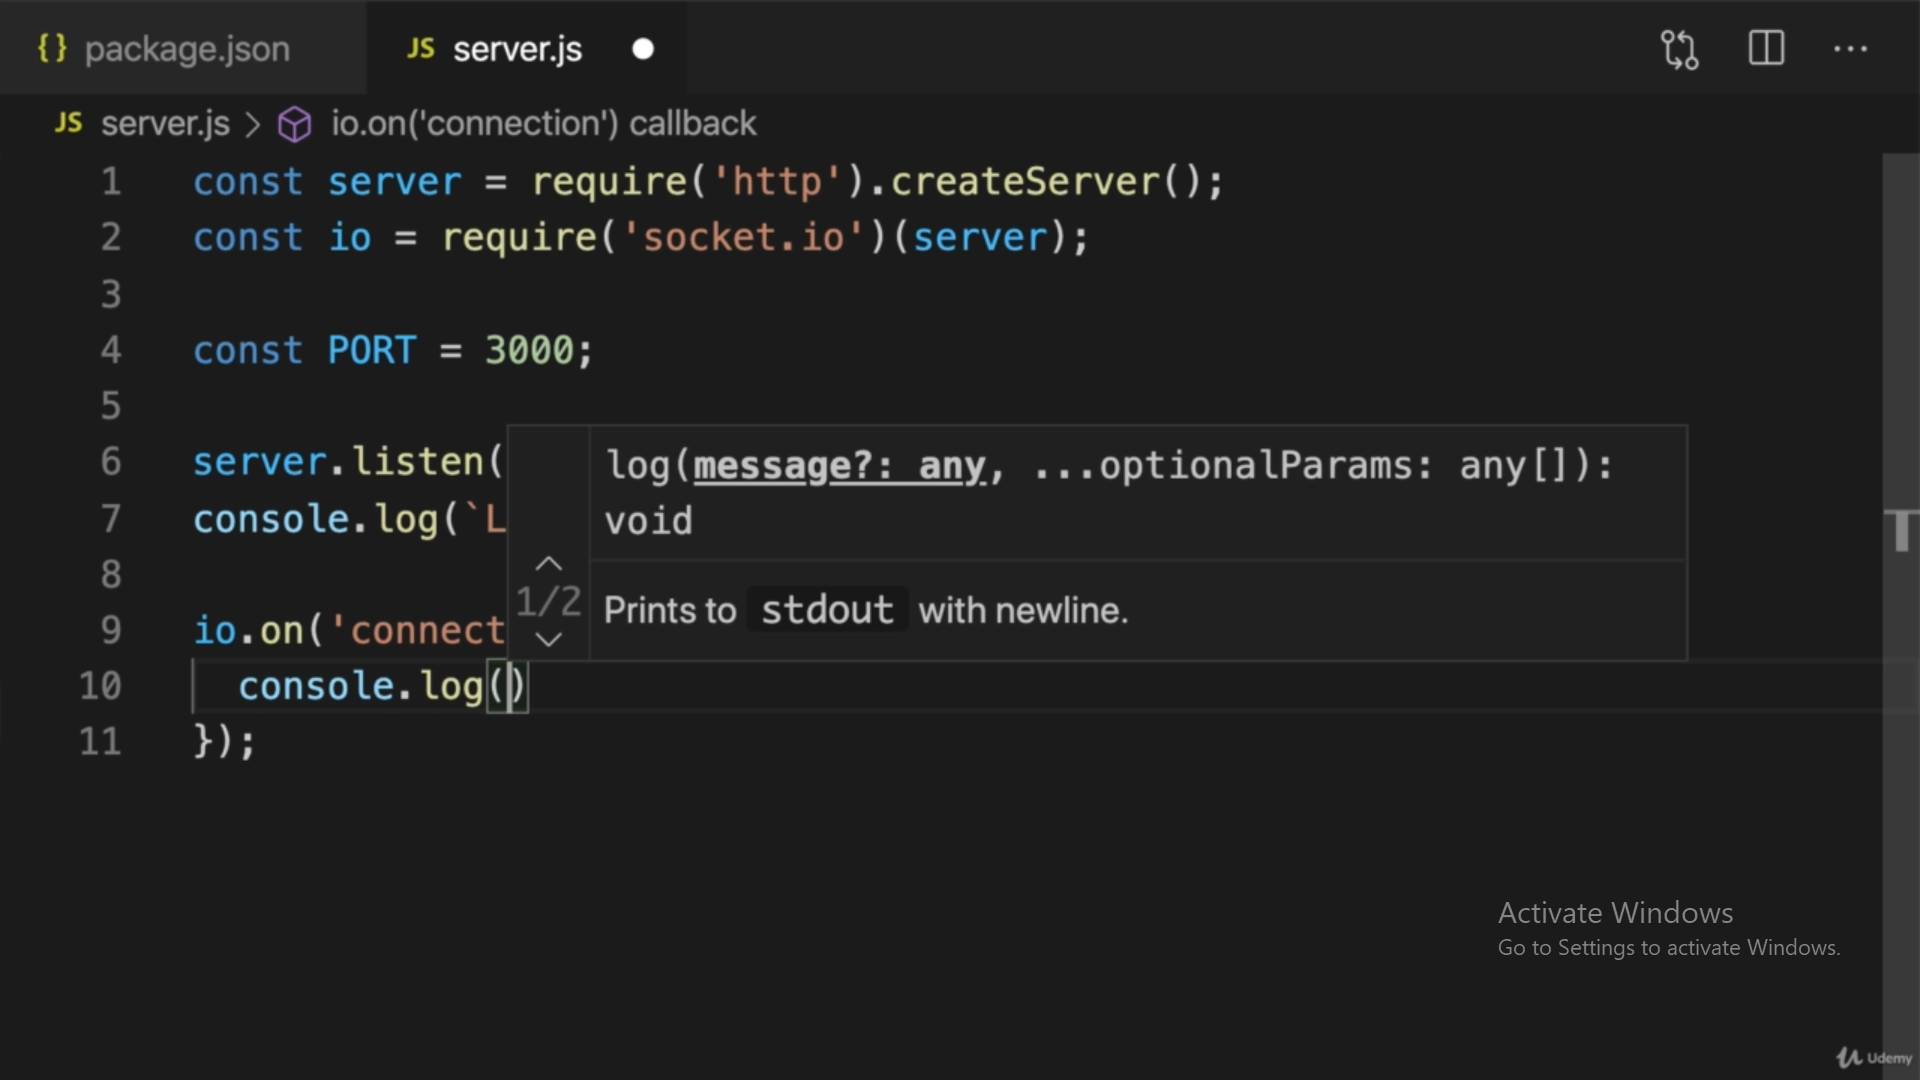 {} package.json JS server.js
JS server.js > io.on('connection') callback
1 const server = require('http').createServer();
2 const io = require('socket.io')(server);
3
4 const PORT = 3000;
5
6 server.listen(
7 console.log(`L
8
9 io.on('connect
10 console.log()
11 });
log(message?: any, ...optionalParams: any[]):
void
1/2
Prints to stdout with newline.
Activate Windows
Go to Settings to activate Windows.
Udemy